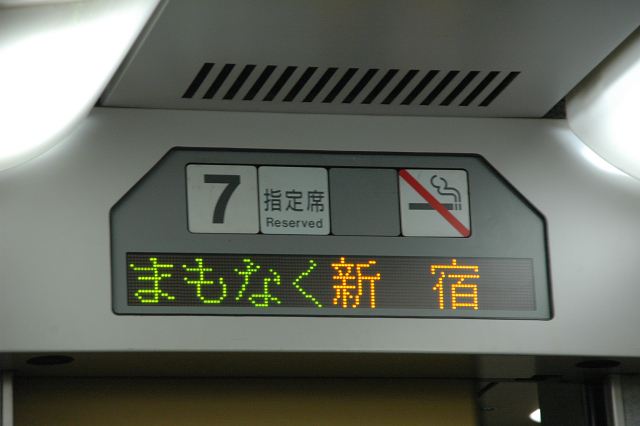 7 指定席
Reserved
まもなく新 宿